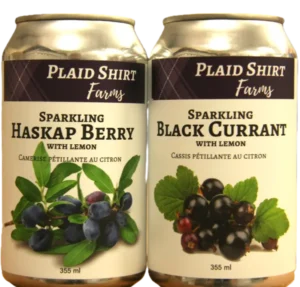 PLAID SHIRT
Farms
SPARKLING
HASKAP BERRY
WITH LEMON
CAMERISE PÉTILLANTE AU CITRON
355 ml
PLAID SHIRT
Farms
SPARKLING
BLACK CURRANT
WITH LEMON
CASSIS PÉTILLANTE AU CITRON
355 ml